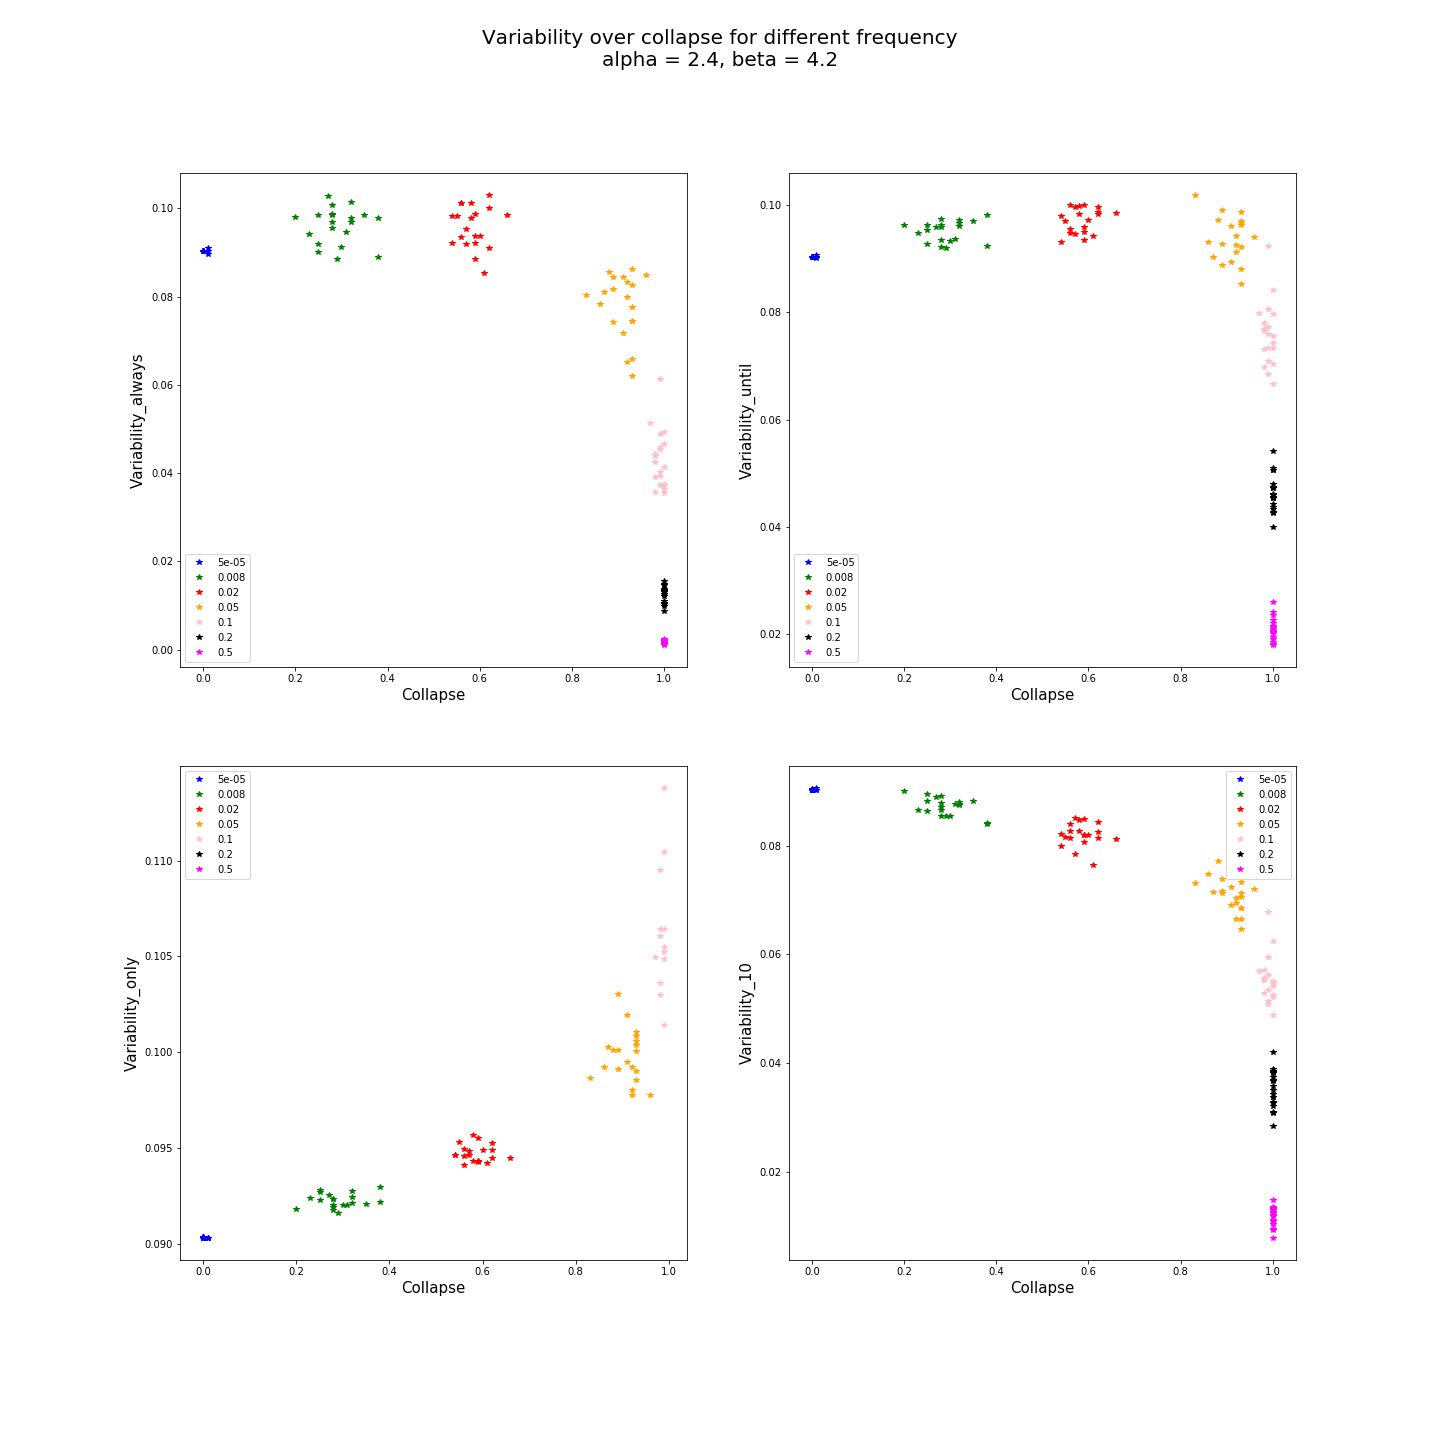 Variability over collapse for different frequency
alpha = 2.4, beta = 4.2
0.10
0.08
0.06
0.04
0.02
0.00
Variability_always
5e-05
0.008
0.02
0.05
0.1
0.2
0.5
0.0 0.2 0.4 0.6 0.8 1.0
Collapse
0.10
0.08
0.06
0.04
0.02
Variability_until
5e-05
0.008
0.02
0.05
0.1
0.2
0.5
0.0 0.2 0.4 0.6 0.8 1.0
Collapse
5e-05
0.008
0.02
0.05
0.1
0.2
0.5
0.110
0.105
0.100
0.095
0.090
Variability_only
0.0 0.2 0.4 0.6 0.8 1.0
Collapse
5e-05
0.008
0.02
0.05
0.1
0.2
0.5
0.08
0.06
0.04
0.02
Variability_10
0.0 0.2 0.4 0.6 0.8 1.0
Collapse